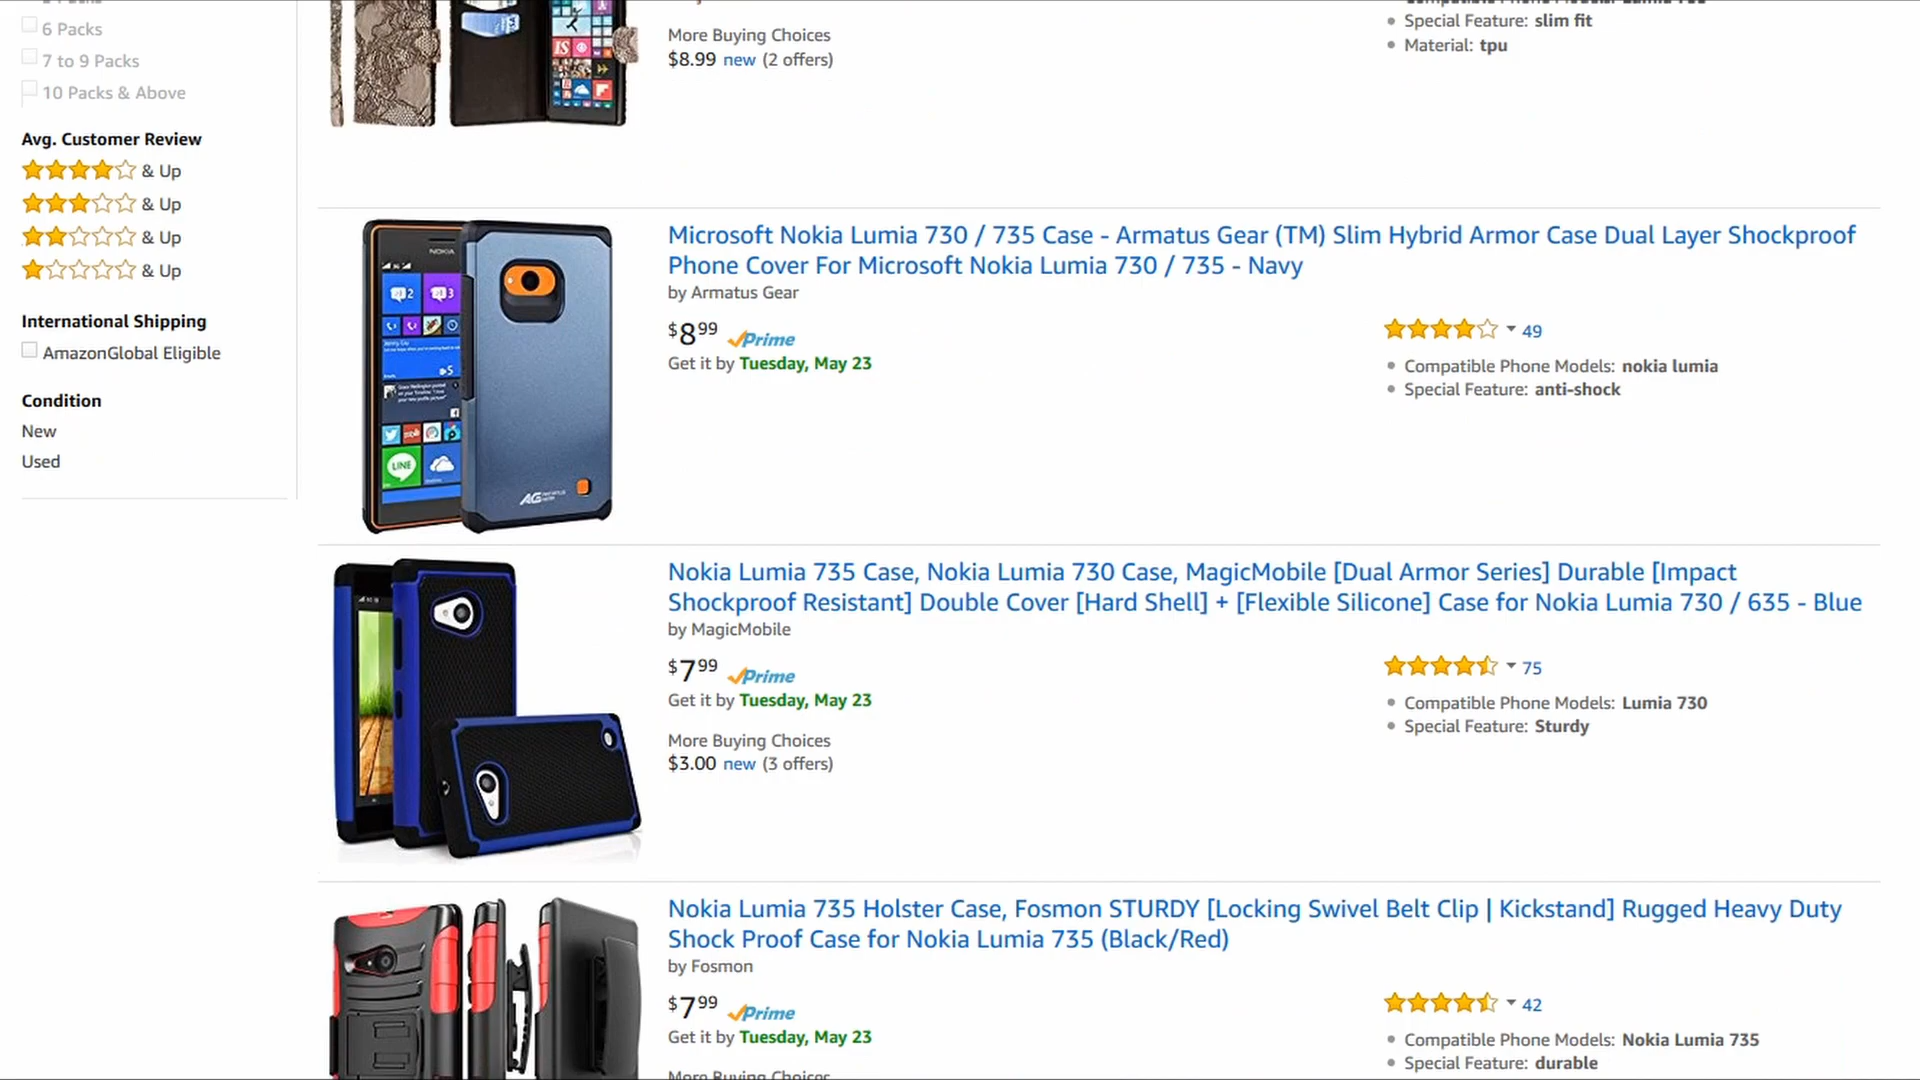 6 Packs
7 to 9 Packs
10 Packs & Above
Avg. Customer Review
& Up
& Up
& Up
& Up
International Shipping
AmazonGlobal Eligible
Condition
New
Used
More Buying Choices
$8.99 new (2 offers)
Special Feature: slim fit
Material: tpu
NOKIA
LINE
AG
Microsoft Nokia Lumia 730 / 735 Case - Armatus Gear (TM) Slim Hybrid Armor Case Dual Layer Shockproof
Phone Cover For Microsoft Nokia Lumia 730 / 735 - Navy
by Armatus Gear
$8 99 Prime
Get it by Tuesday, May 23
49
Compatible Phone Models: nokia lumia
Special Feature: anti-shock
Nokia Lumia 735 Case, Nokia Lumia 730 Case, MagicMobile [Dual Armor Series] Durable [Impact
Shockproof Resistant] Double Cover [Hard Shell] + [Flexible Silicone] Case for Nokia Lumia 730 / 635 - Blue
by MagicMobile
$7 99 Prime
Get it by Tuesday, May 23
More Buying Choices
$3.00 new (3 offers)
75
Compatible Phone Models: Lumia 730
Special Feature: Sturdy
Nokia Lumia 735 Holster Case, Fosmon STURDY [Locking Swivel Belt Clip | Kickstand] Rugged Heavy Duty
Shock Proof Case for Nokia Lumia 735 (Black/Red)
by Fosmon
$7 99 Prime
Get it by Tuesday, May 23
More Buying Choices
42
Compatible Phone Models: Nokia Lumia 735
Special Feature: durable